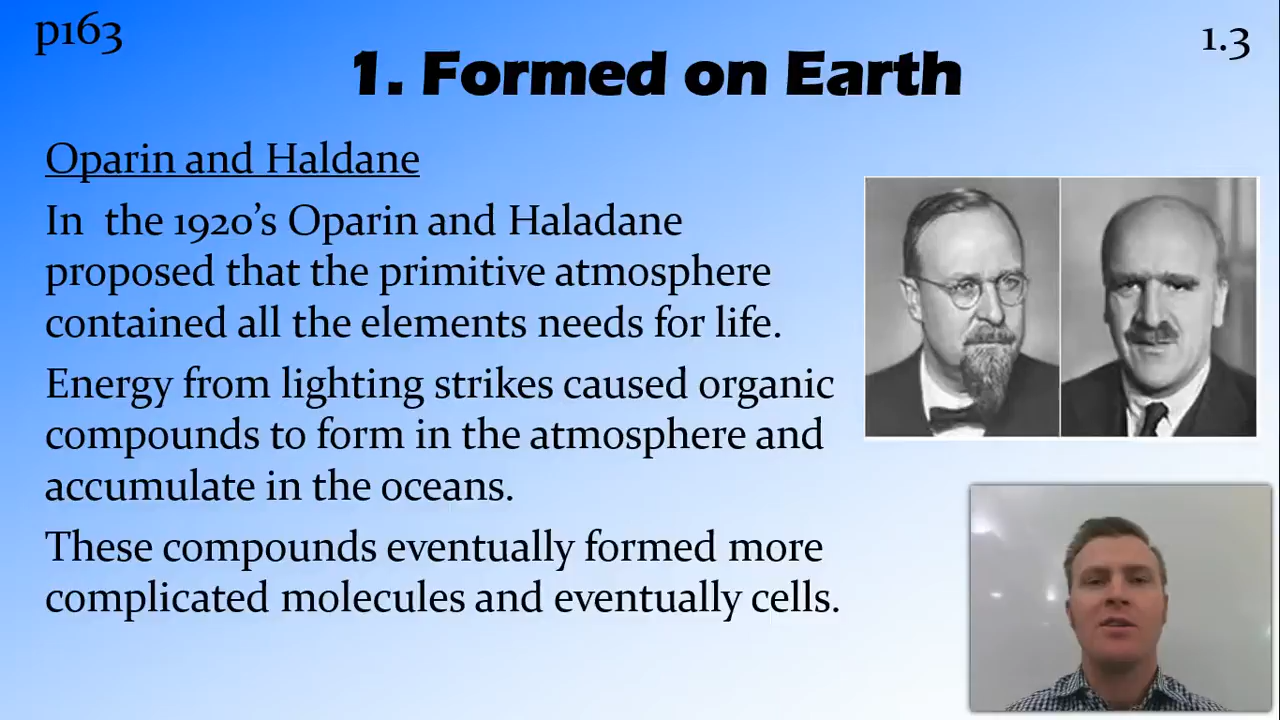 p163
1.3
1. Formed on Earth
Oparin and Haldane
In the 1920's Oparin and Haladane
proposed that the primitive atmosphere
contained all the elements needs for life.
Energy from lighting strikes caused organic
compounds to form in the atmosphere and
accumulate in the oceans.
These compounds eventually formed more
complicated molecules and eventually cells.